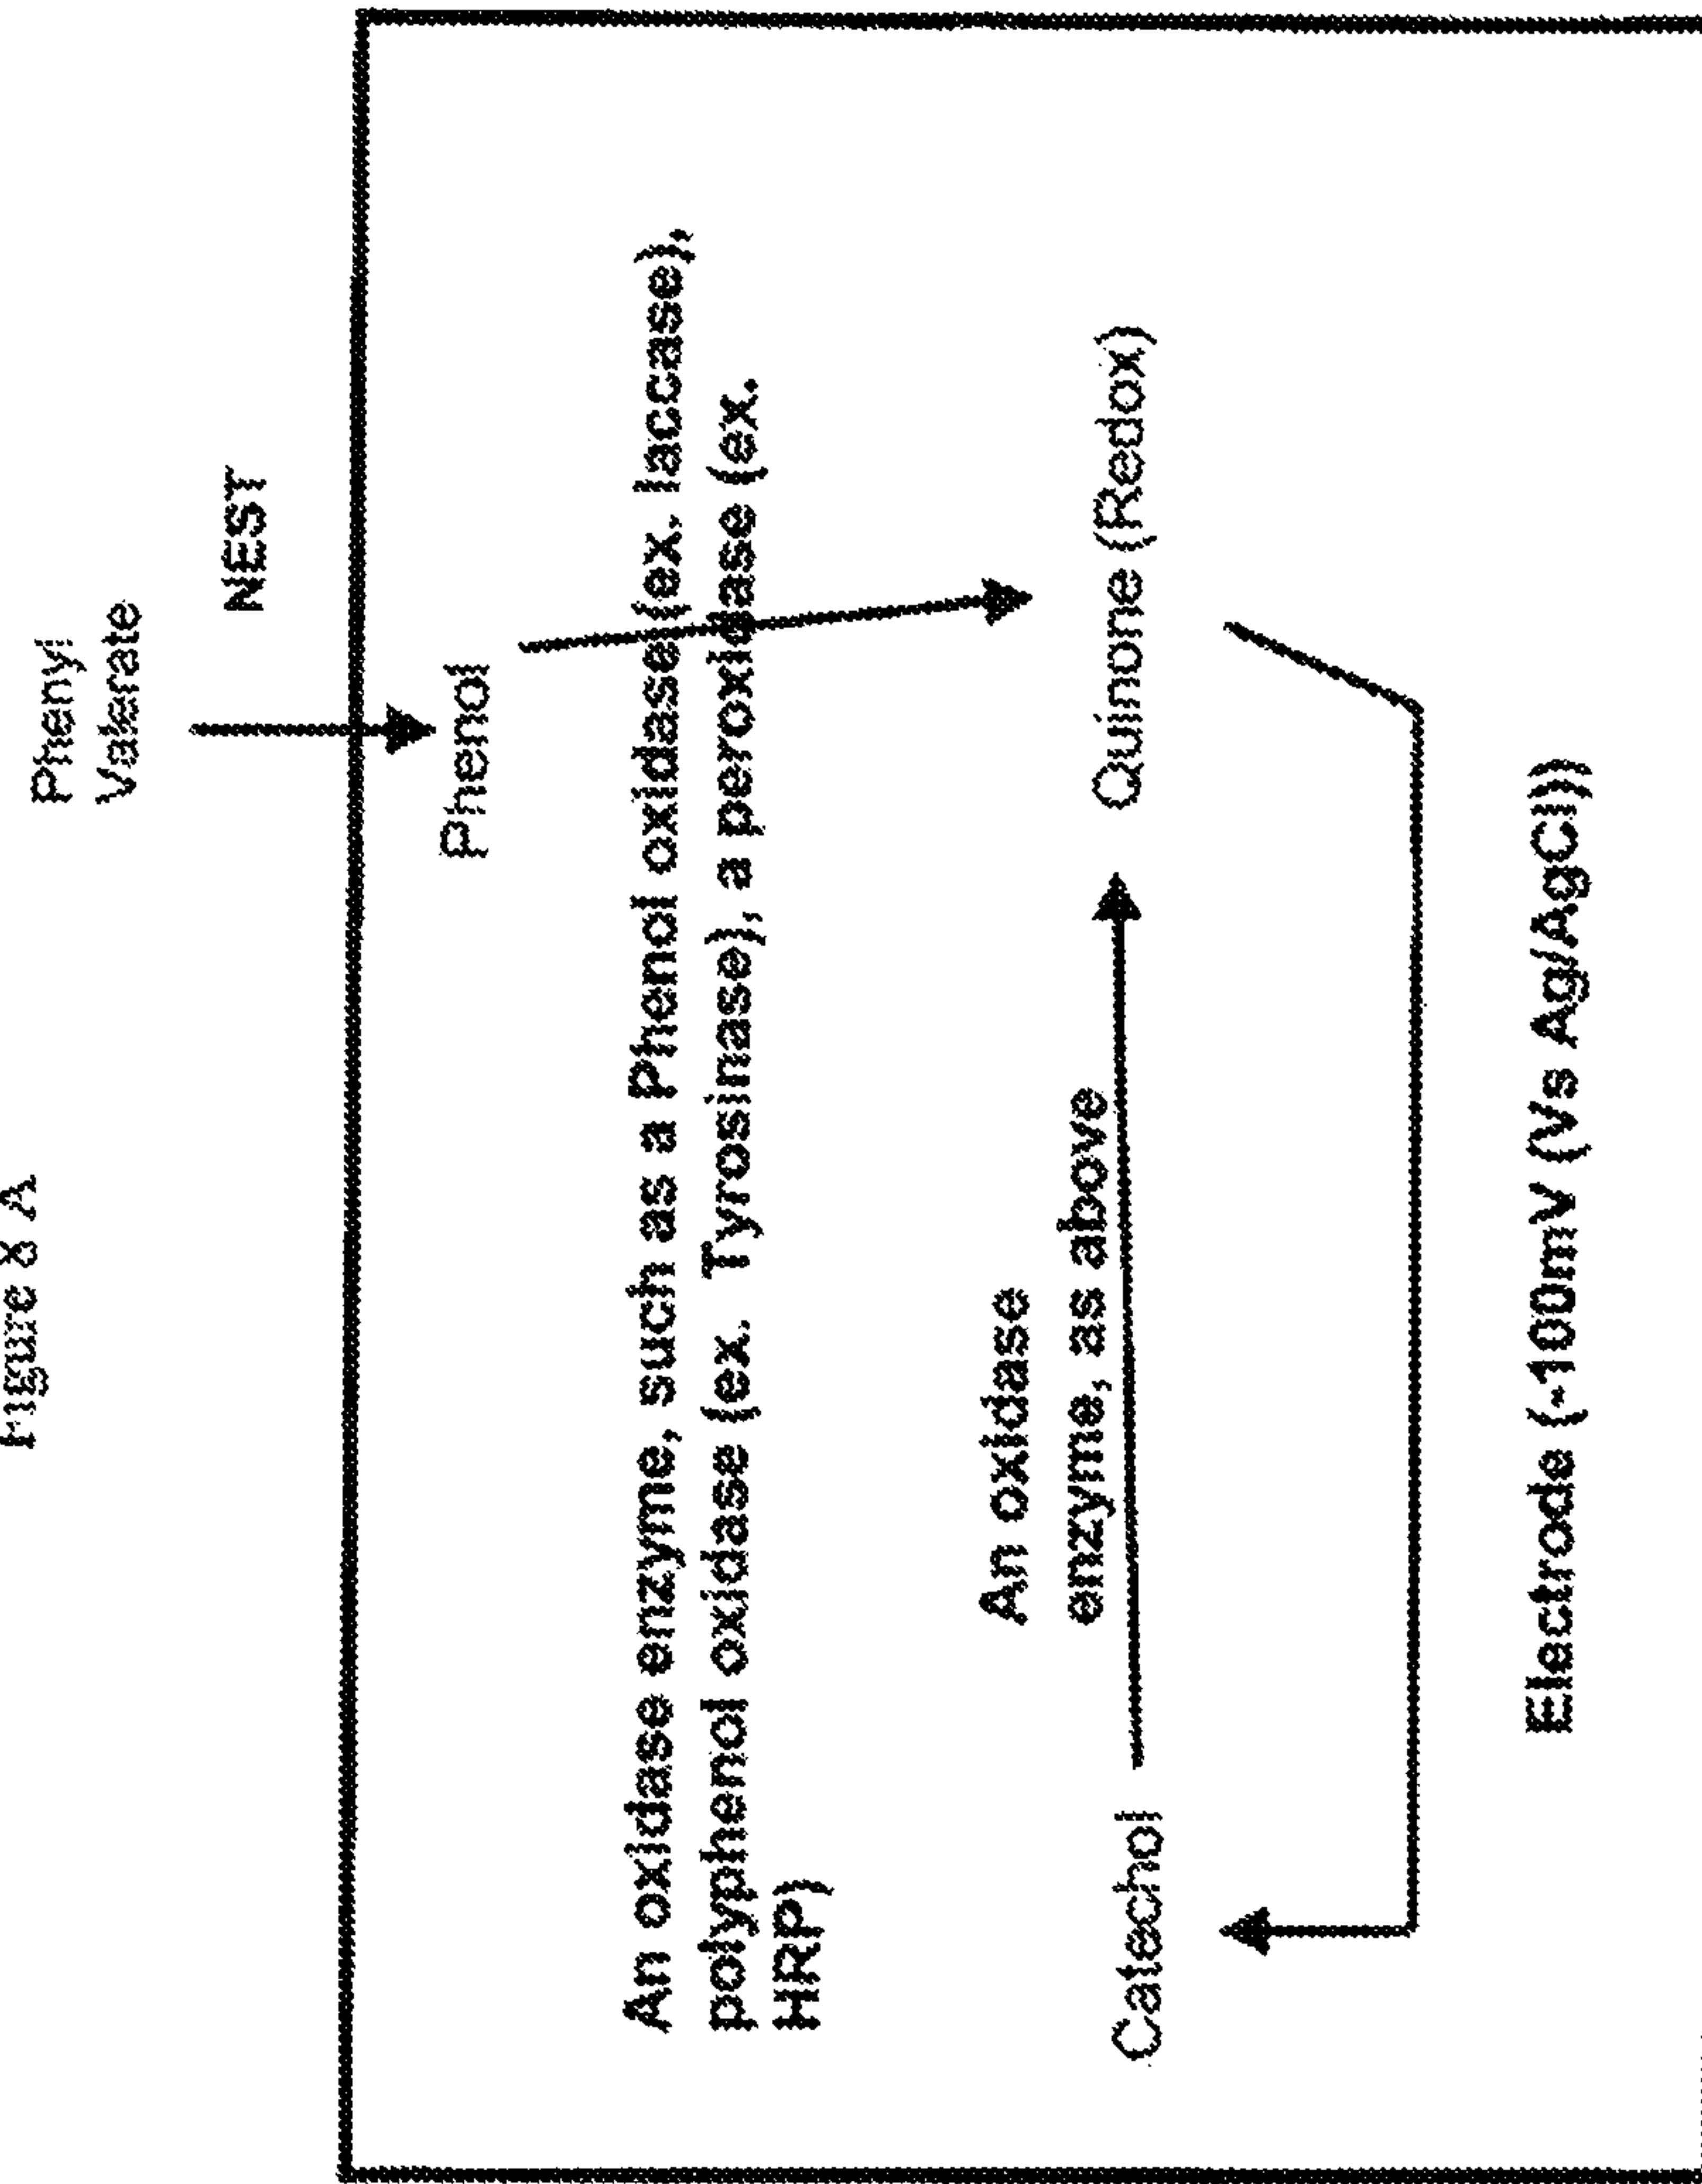 Figure 8 A
Phenyl
Valerate
NEST
Phenol
An oxidase enzyme, such as a Phenol oxidase(ex. laccase),
polyphenol oxidase (ex. Tyrosinase), a peroxidase (ex.
HRP)
An oxidase
enzyme, as above
Catechol
Quinone (Redox)
Electrode (-100mV (Vs Ag/AgCl))